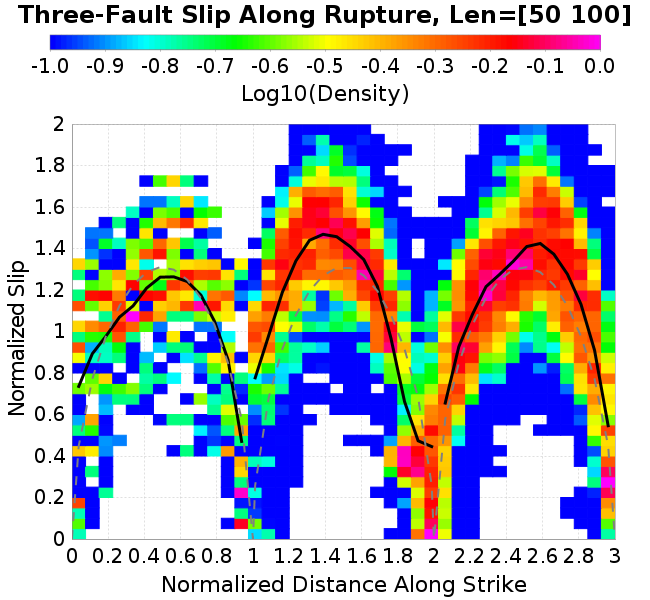 Three-Fault Slip Along Rupture, Len=[50 100]
-1.0 -0.9 -0.8 -0.7 -0.6 -0.5 -0.4 -0.3 -0.2 -0.1 0.0
Log10(Density)
2
1.8
1.6
1.4
1.2
1
0.8
0.6
0.4
0.2
0
Normalized Slip
0 0.2 0.4 0.6 0.8 1 1.2 1.4 1.6 1.8 2 2.2 2.4 2.6 2.8 3
Normalized Distance Along Strike